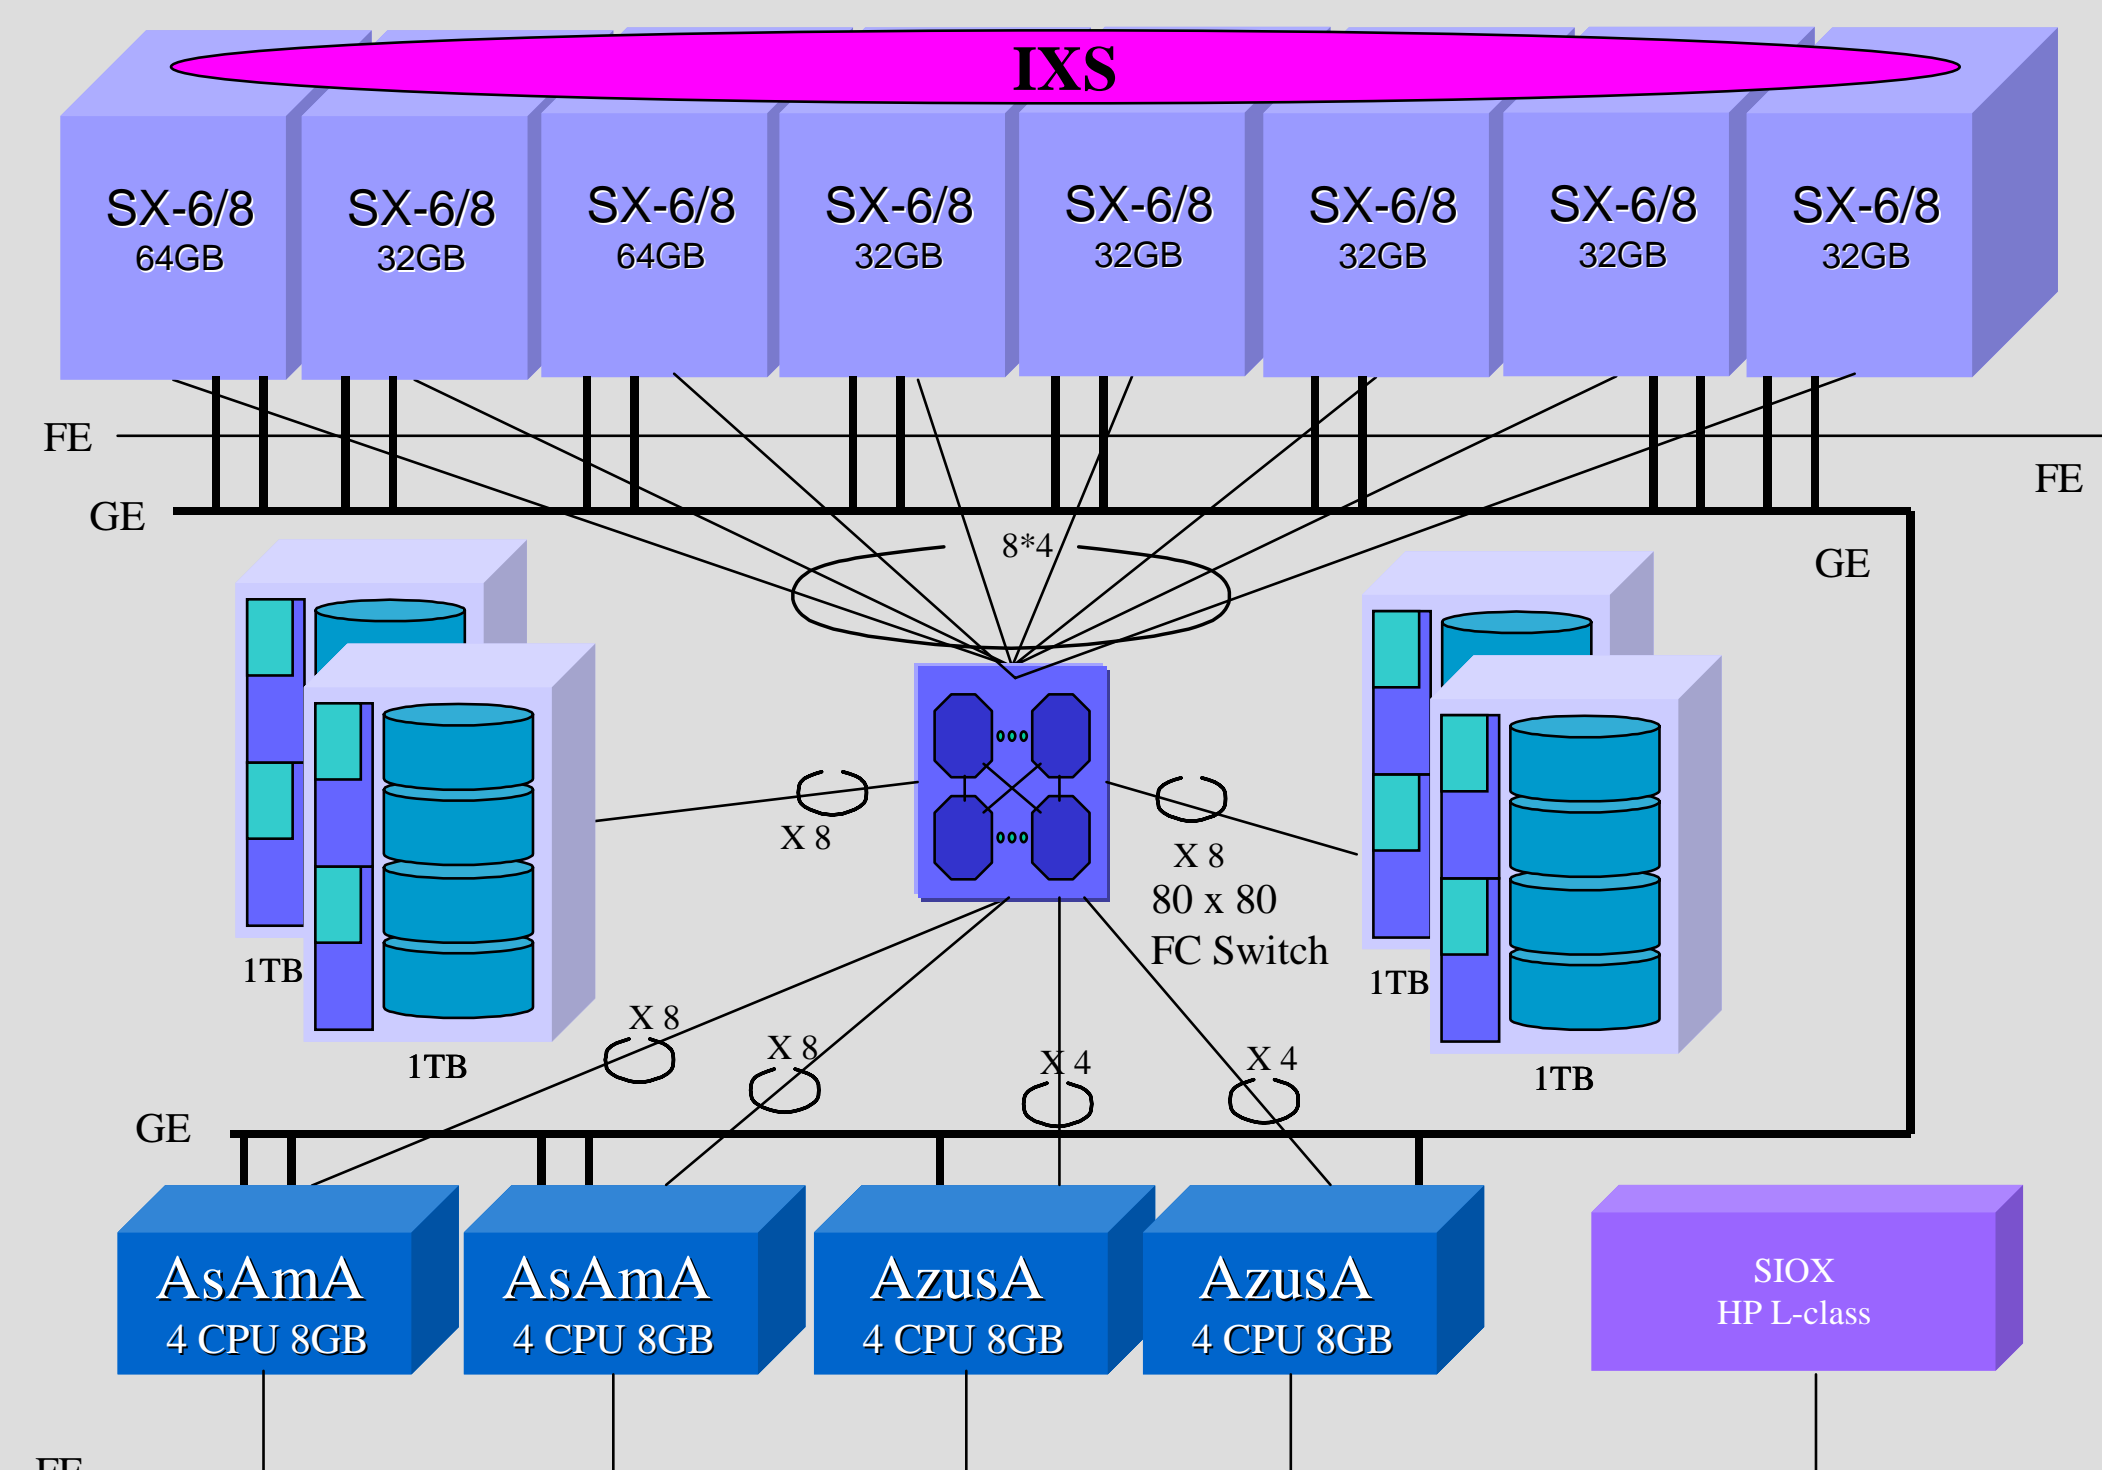 IXS
SX-6/8
64GB
SX-6/8
32GB
SX-6/8
64GB
SX-6/8
32GB
SX-6/8
32GB
SX-6/8
32GB
SX-6/8
32GB
SX-6/8
32GB
FE
FE
GE
8*4
GE
X 8
X 8
80 x 80
FC Switch
1TB
1TB
1TB
1TB
X 8
X 8
X 4
X 4
GE
AsAmA
4 CPU 8GB
AsAmA
4 CPU 8GB
AzusA
4 CPU 8GB
AzusA
4 CPU 8GB
SIOX
HP L-class
FE